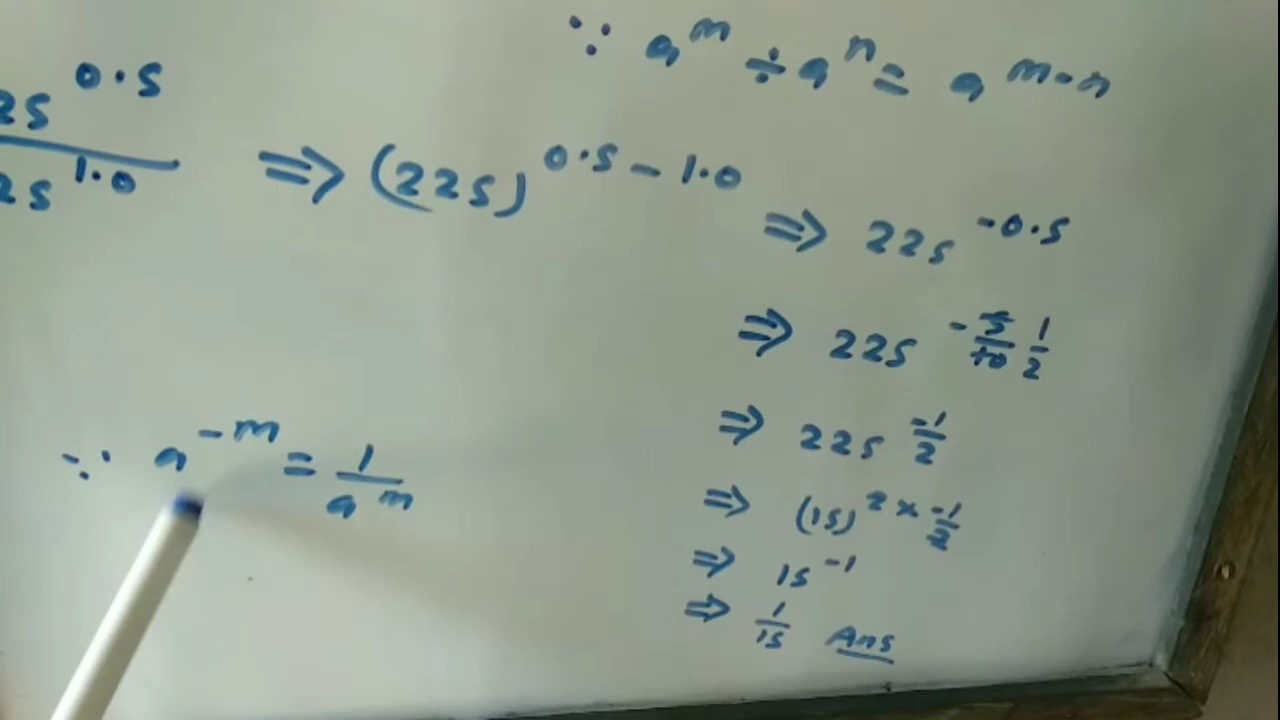 ∵ a^m ÷ a^n = a^(m-n)
25^0.5 / 25^1.0 ⇒ (225)^(0.5 - 1.0)
⇒ 225^-0.5
⇒ 225^(-5/10 1/2)
⇒ 225^(-1/2)
∵ a^-m = 1/a^m
⇒ (15)^(2 × -1/2)
⇒ 15^-1
⇒ 1/15 Ans